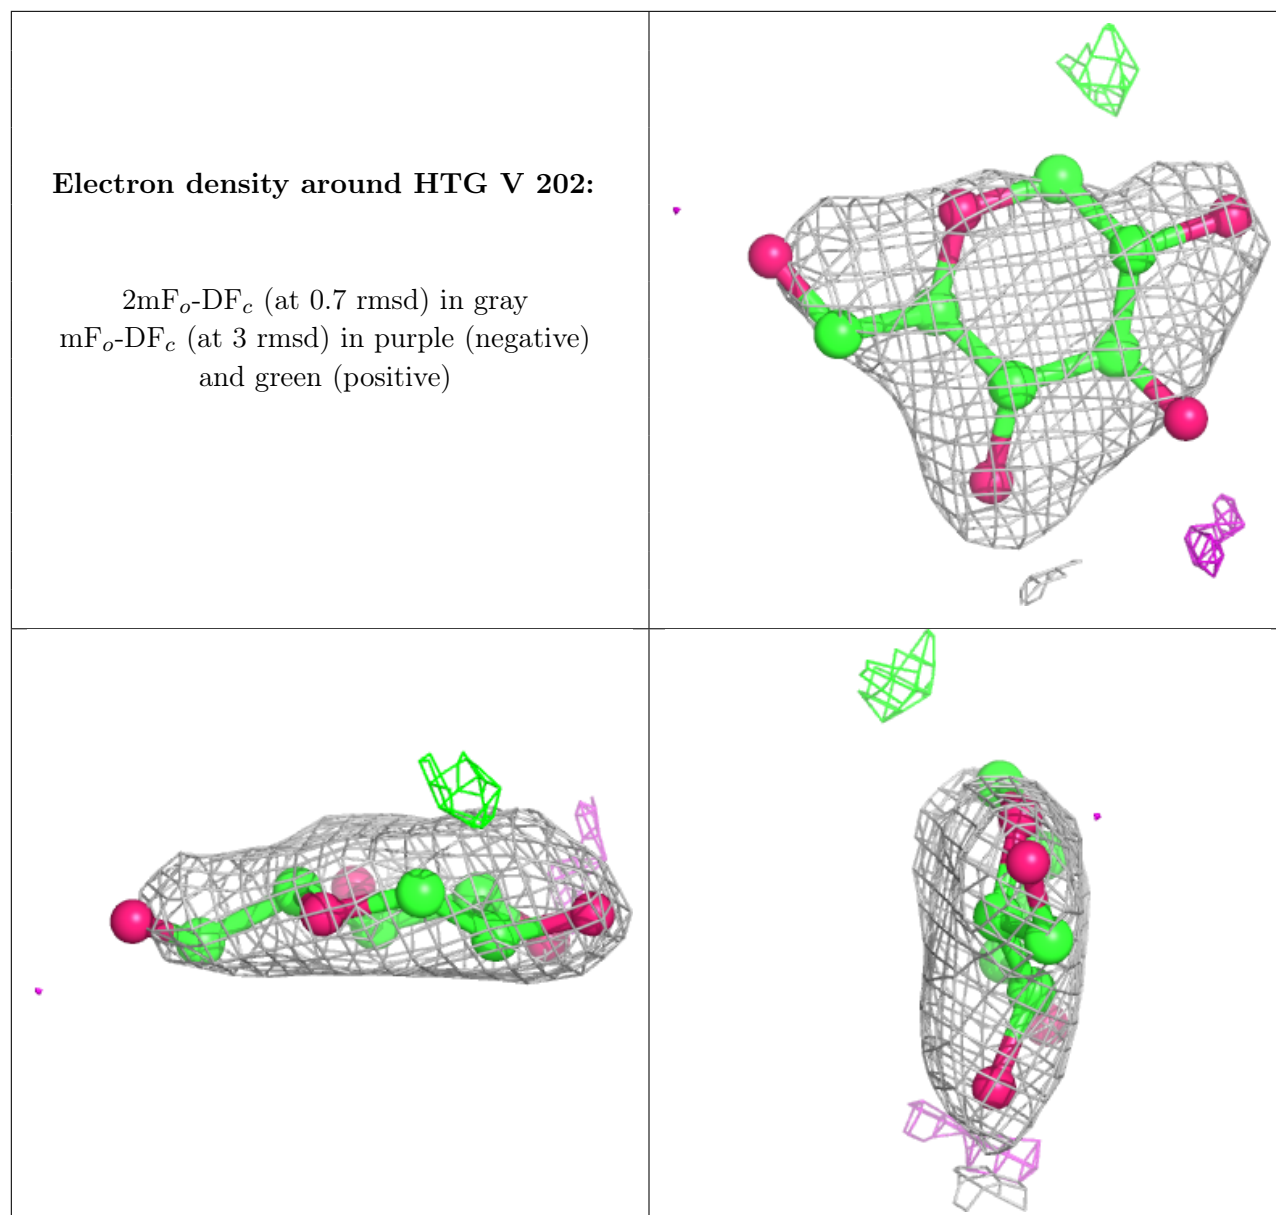 Electron density around HTG V 202:
2mFₒ-DF𝒸 (at 0.7 rmsd) in gray
mFₒ-DF𝒸 (at 3 rmsd) in purple (negative)
and green (positive)